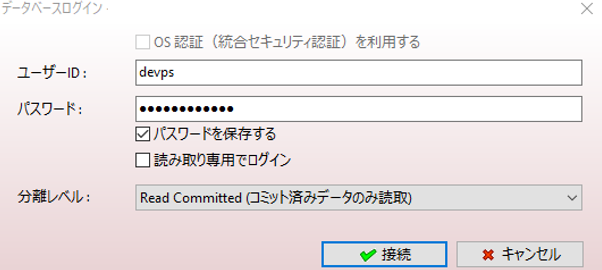 データベースログイン
OS 認証（統合セキュリティ認証）を利用する
ユーザーID：
devps
パスワード：
●●●●●●●●●●●●
パスワードを保存する
読み取り専用でログイン
分離レベル：
Read Committed (コミット済みデータのみ読取)
接続
キャンセル